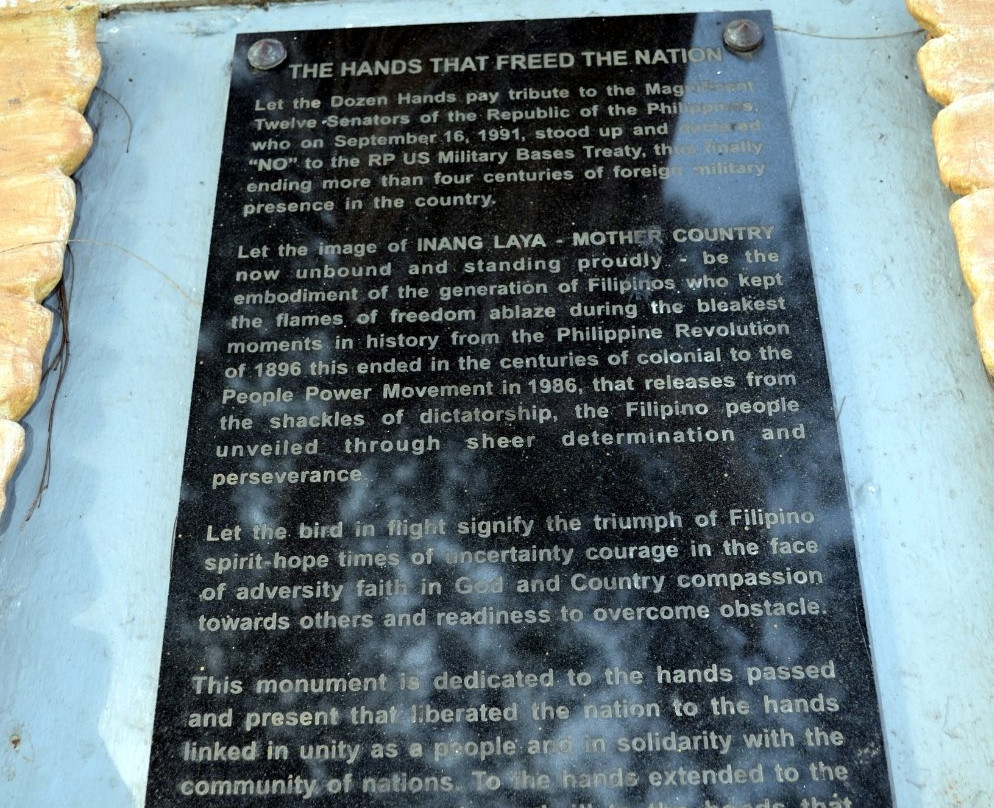 THE HANDS THAT FREED THE NATION
Let the Dozen Hands pay tribute to the Magnificent
Twelve Senators of the Republic of the Philippines,
who on September 16, 1991, stood up and declared
“NO” to the RP US Military Bases Treaty, thus finally
ending more than four centuries of foreign military
presence in the country.
Let the image of INANG LAYA - MOTHER COUNTRY
now unbound and standing proudly - be the
embodiment of the generation of Filipinos who kept
the flames of freedom ablaze during the bleakest
moments in history from the Philippine Revolution
of 1896 this ended in the centuries of colonial to the
People Power Movement in 1986, that releases from
the shackles of dictatorship, the Filipino people
unveiled through sheer determination and
perseverance.
Let the bird in flight signify the triumph of Filipino
spirit-hope times of uncertainty courage in the face
of adversity faith in God and Country compassion
towards others and readiness to overcome obstacle.
This monument is dedicated to the hands passed
and present that liberated the nation to the hands
linked in unity as a people and in solidarity with the
community of nations. To the hands extended to the
the hands that